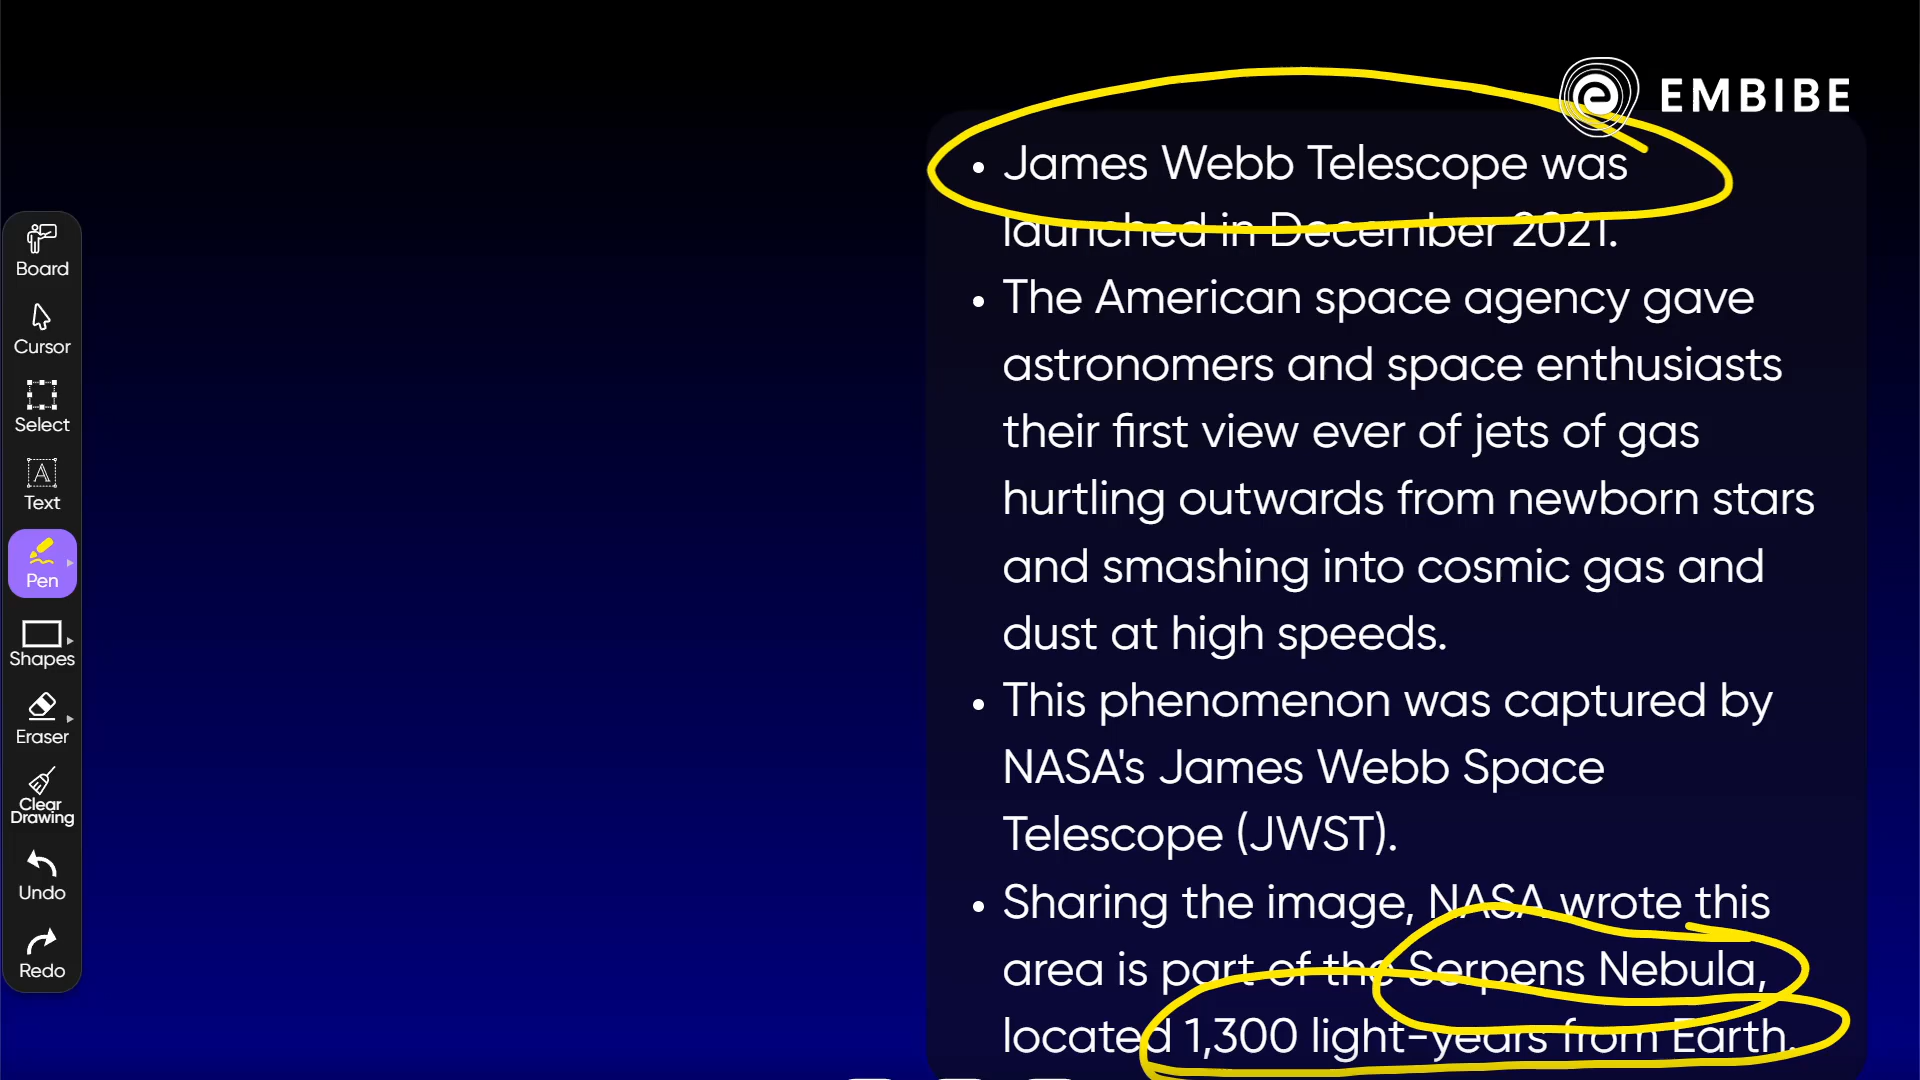 EMBIBE
• James Webb Telescope was
launched in December 2021.
• The American space agency gave
astronomers and space enthusiasts
their first view ever of jets of gas
hurtling outwards from newborn stars
and smashing into cosmic gas and
dust at high speeds.
• This phenomenon was captured by
NASA's James Webb Space
Telescope (JWST).
• Sharing the image, NASA wrote this
area is part of the Serpens Nebula,
located 1,300 light-years from Earth.
Board
Cursor
Select
A
Text
Pen
Shapes
Eraser
Clear
Drawing
Undo
Redo